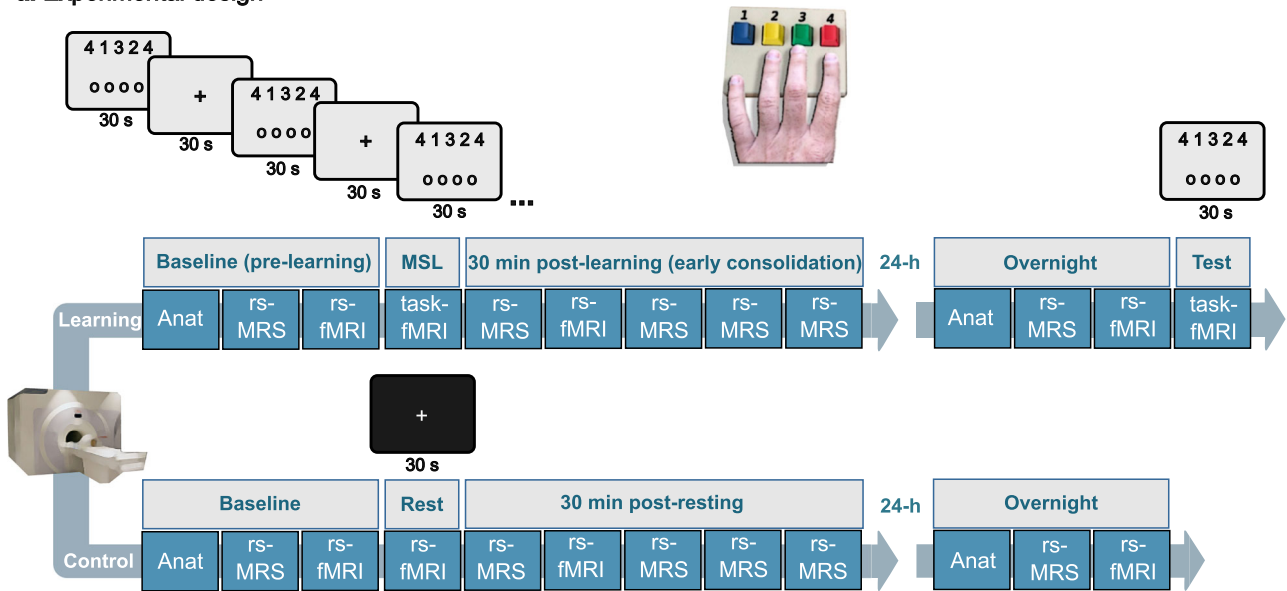 a. Experimental design
4 1 3 2 4
o o o o
30 s
+
30 s
4 1 3 2 4
o o o o
30 s
+
30 s
4 1 3 2 4
o o o o
30 s
...
1 2 3 4
4 1 3 2 4
o o o o
30 s
Baseline (pre-learning) MSL 30 min post-learning (early consolidation) 24-h Overnight Test
Learning
Anat
rs-
MRS
rs-
fMRI
task-
fMRI
rs-
MRS
rs-
fMRI
rs-
MRS
rs-
MRS
rs-
MRS
Anat
rs-
MRS
rs-
fMRI
task-
fMRI
+
30 s
Baseline Rest 30 min post-resting 24-h Overnight
Control
Anat
rs-
MRS
rs-
fMRI
rs-
fMRI
rs-
MRS
rs-
fMRI
rs-
MRS
rs-
MRS
rs-
MRS
Anat
rs-
MRS
rs-
fMRI